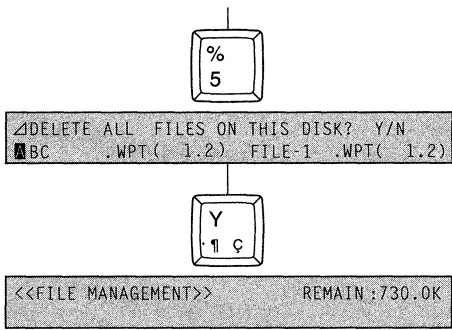 %
5
⊿DELETE ALL FILES ON THIS DISK? Y/N
ABC .WPT( 1.2) FILE-1 .WPT( 1.2)
Y
·¶ Ç
<<FILE MANAGEMENT>> REMAIN:730.0K